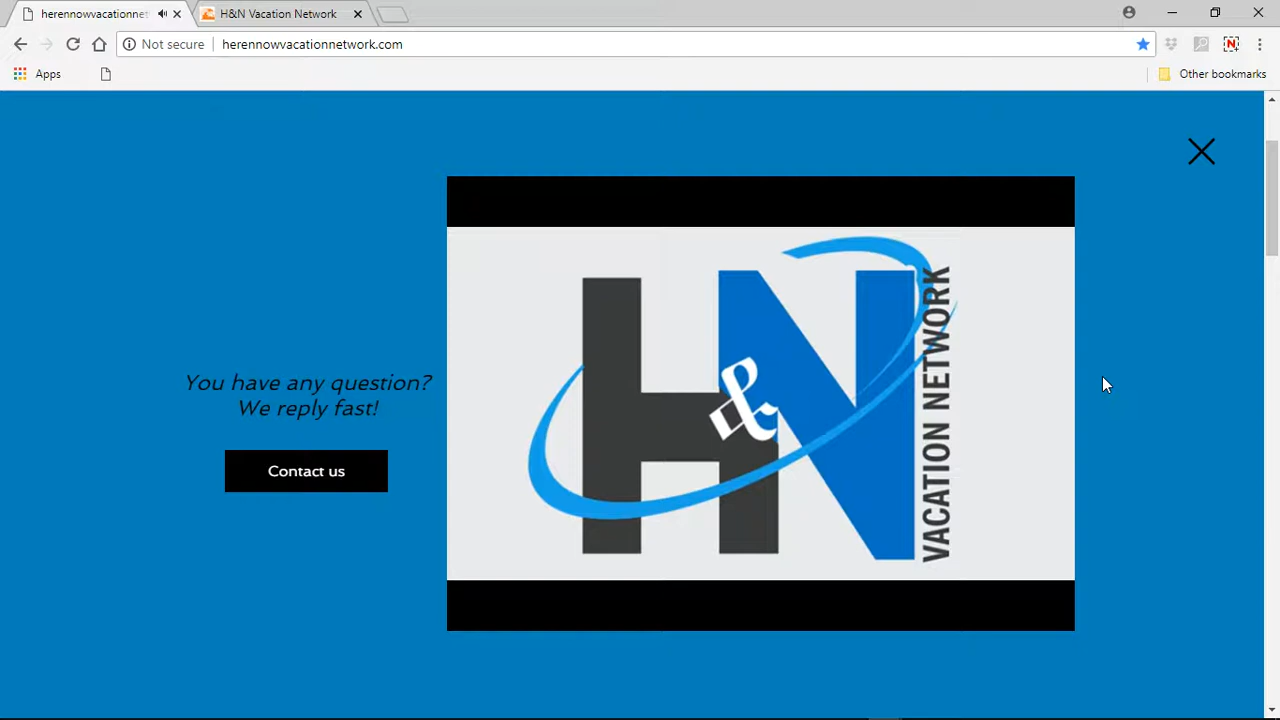 herennowvacationnet
H&N Vacation Network
Not secure
herennowvacationnetwork.com
Apps
Other bookmarks
You have any question?
We reply fast!
Contact us
H&N
VACATION NETWORK